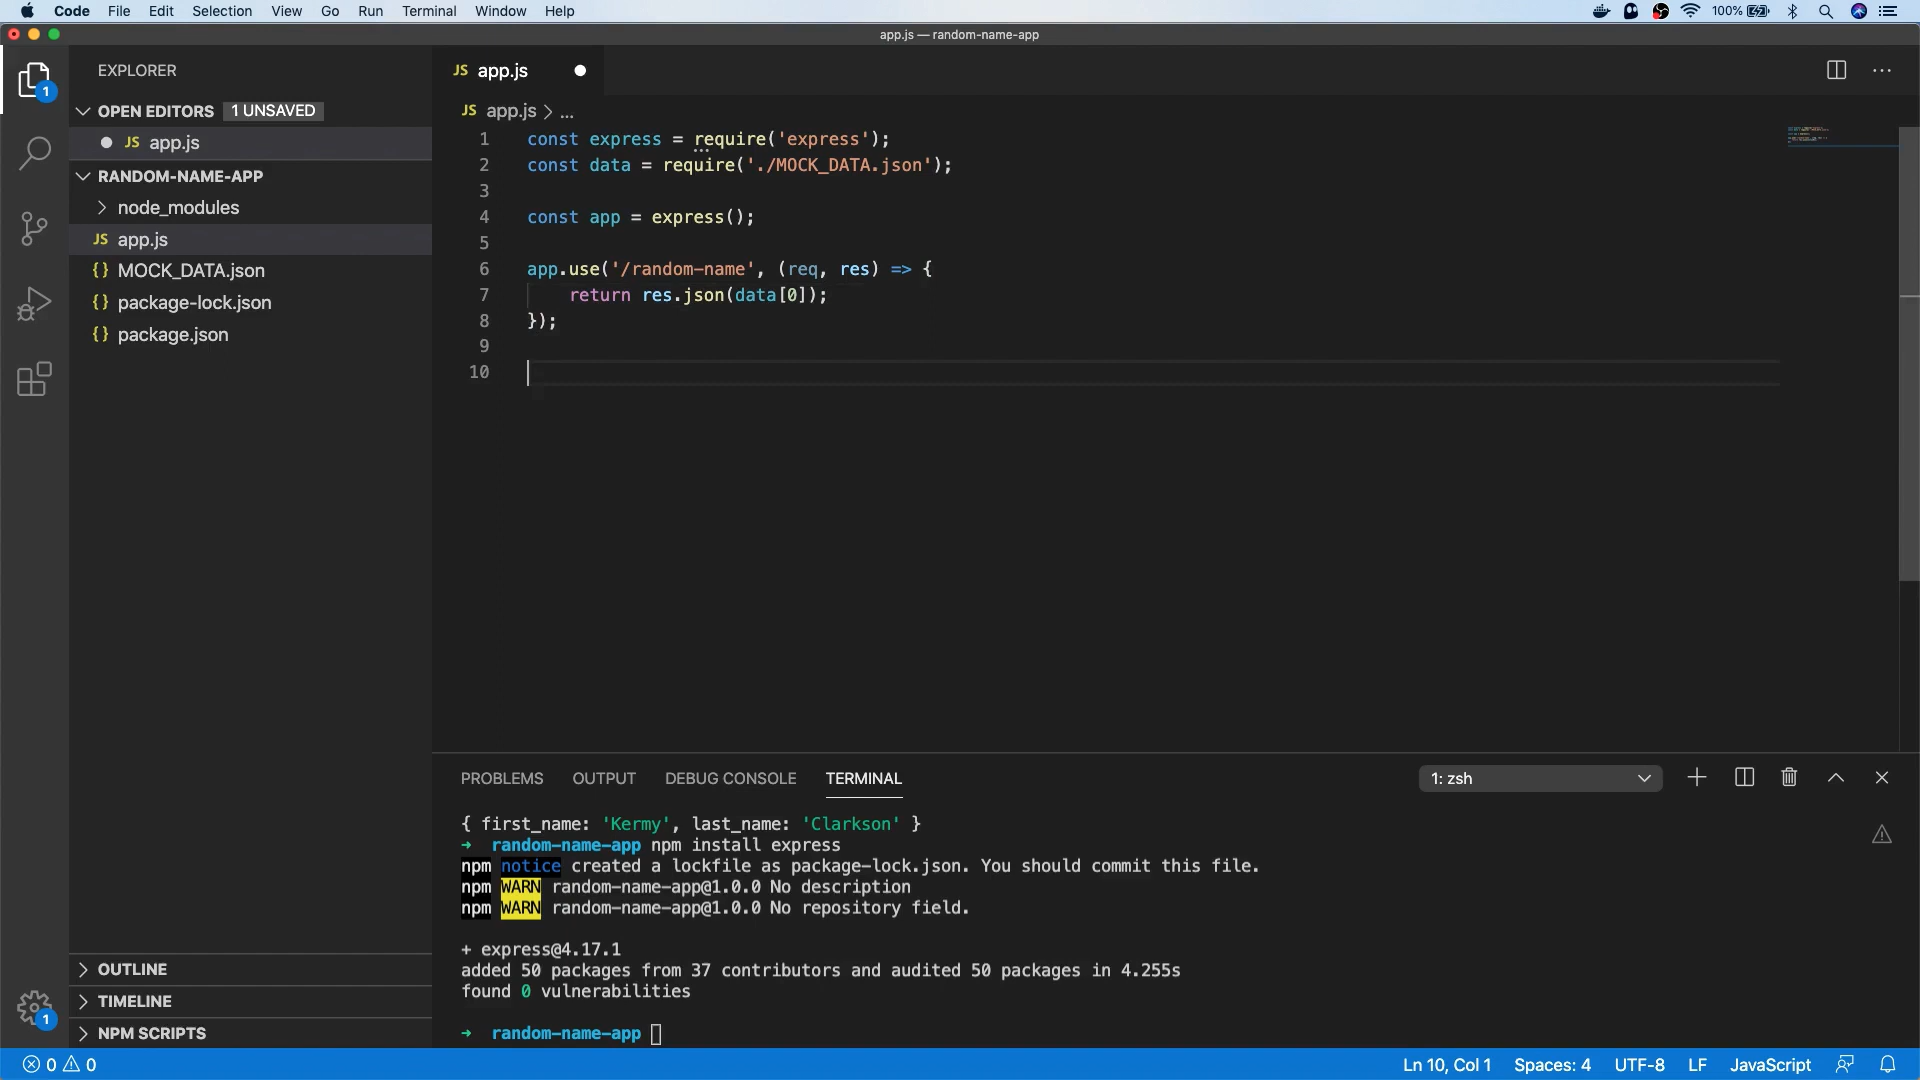 Code File Edit Selection View Go Run Terminal Window Help 100%
app.js — random-name-app
EXPLORER
OPEN EDITORS 1 UNSAVED
JS app.js
RANDOM-NAME-APP
node_modules
JS app.js
{} MOCK_DATA.json
{} package-lock.json
{} package.json
OUTLINE
TIMELINE
NPM SCRIPTS
1
1
JS app.js
JS app.js > ...
1 const express = require('express');
2 const data = require('./MOCK_DATA.json');
3
4 const app = express();
5
6 app.use('/random-name', (req, res) => {
7 return res.json(data[0]);
8 });
9
10
PROBLEMS OUTPUT DEBUG CONSOLE TERMINAL 1: zsh
{ first_name: 'Kermy', last_name: 'Clarkson' }
➜ random-name-app npm install express
npm notice created a lockfile as package-lock.json. You should commit this file.
npm WARN random-name-app@1.0.0 No description
npm WARN random-name-app@1.0.0 No repository field.
+ express@4.17.1
added 50 packages from 37 contributors and audited 50 packages in 4.255s
found 0 vulnerabilities
➜ random-name-app
0 0 Ln 10, Col 1 Spaces: 4 UTF-8 LF JavaScript